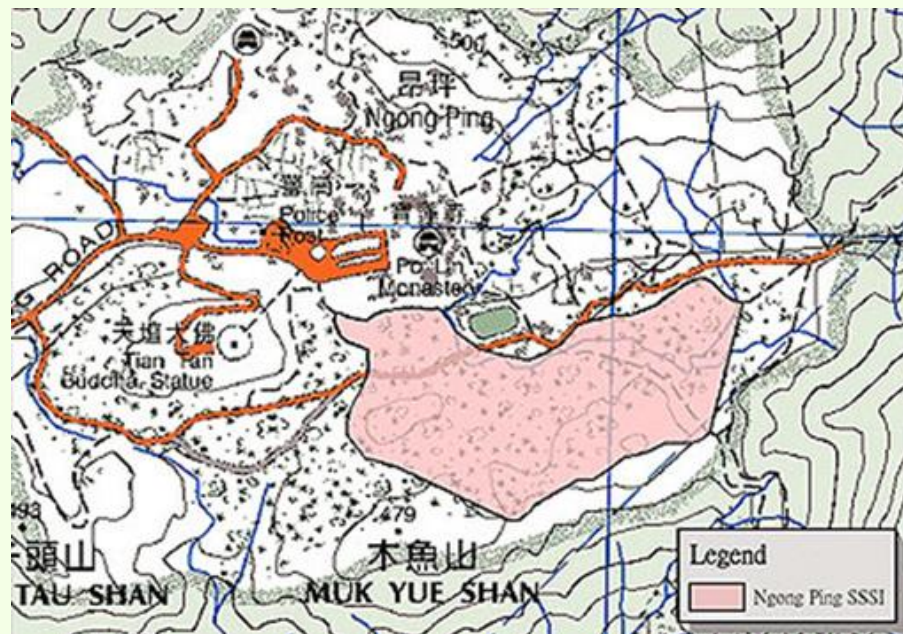 500
昂坪
Ngong Ping
警崗
Police
Post
寶蓮寺
Po Lin
Monastery
G ROAD
天壇大佛
Tian Tan
Buddha Statue
493
479
頭山
TAU SHAN
木魚山
MUK YUE SHAN
Legend
Ngong Ping SSSI